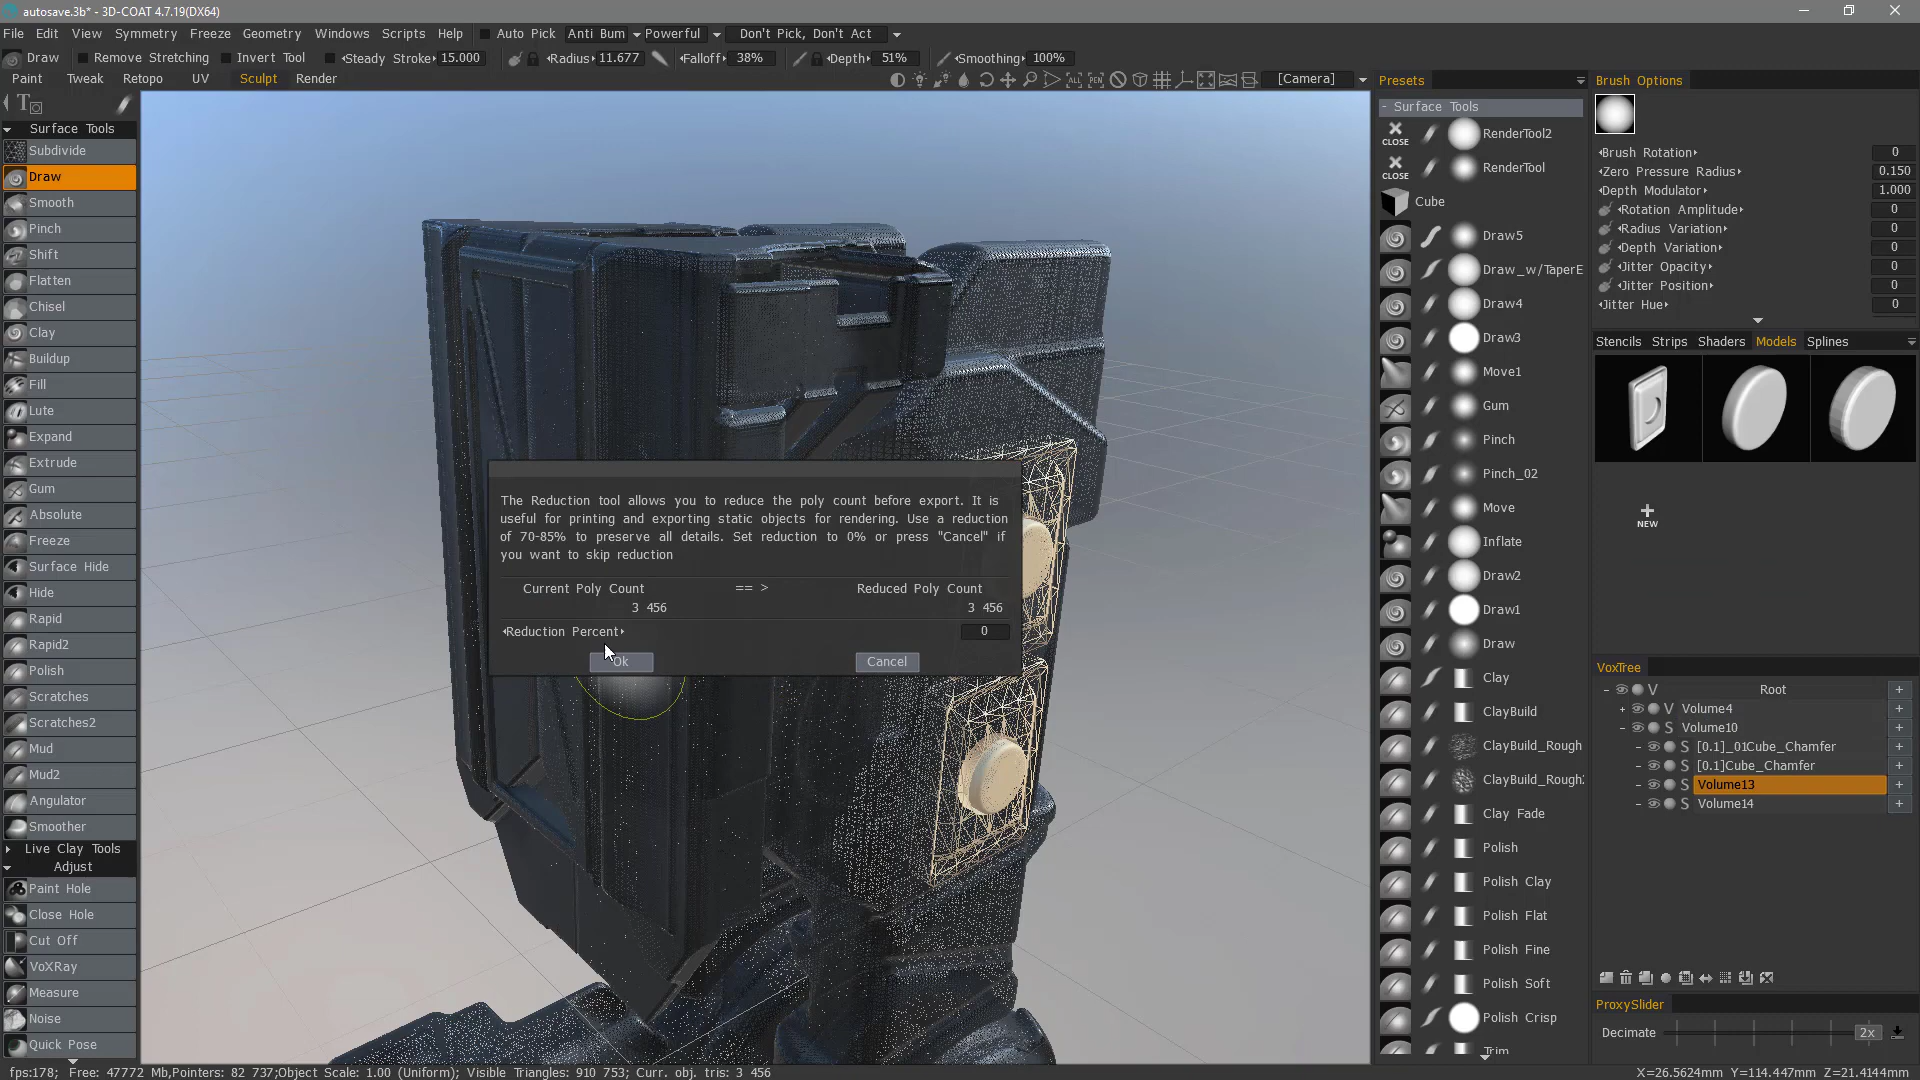 autosave.3b* - 3D-COAT 4.7.19(DX64)
File Edit View Symmetry Freeze Geometry Windows Scripts Help Auto Pick Anti Bum Powerful Don't Pick, Don't Act
Draw Remove Stretching Invert Tool Steady Stroke 15.000 Radius 11.677 Falloff 38% Depth 51% Smoothing 100%
Paint Tweak Retopo UV Sculpt Render
ALL PEN [Camera]
Surface Tools
Subdivide
Draw
Smooth
Pinch
Shift
Flatten
Chisel
Clay
Buildup
Fill
Lute
Expand
Extrude
Gum
Absolute
Freeze
Surface Hide
Hide
Rapid
Rapid2
Polish
Scratches
Scratches2
Mud
Mud2
Angulator
Smoother
Live Clay Tools
Adjust
Paint Hole
Close Hole
Cut Off
VoXRay
Measure
Noise
Quick Pose
The Reduction tool allows you to reduce the poly count before export. It is
useful for printing and exporting static objects for rendering. Use a reduction
of 70-85% to preserve all details. Set reduction to 0% or press "Cancel" if
you want to skip reduction
Current Poly Count == > Reduced Poly Count
3 456 3 456
Reduction Percent 0
Ok Cancel
Presets
- Surface Tools
CLOSE RenderTool2
CLOSE RenderTool
Cube
Draw5
Draw_w/TaperE
Draw4
Draw3
Move1
Gum
Pinch
Pinch_02
Move
Inflate
Draw2
Draw1
Draw
Clay
ClayBuild
ClayBuild_Rough
ClayBuild_Rough
Clay Fade
Polish
Polish Clay
Polish Flat
Polish Fine
Polish Soft
Polish Crisp
Trim
Brush Options
Brush Rotation 0
Zero Pressure Radius 0.150
Depth Modulator 1.000
Rotation Amplitude 0
Radius Variation 0
Depth Variation 0
Jitter Opacity 0
Jitter Position 0
Jitter Hue 0
Stencils Strips Shaders Models Splines
+
NEW
VoxTree
- V Root +
+ V Volume4 +
- S Volume10 +
- S [0.1]_01Cube_Chamfer +
- S [0.1]Cube_Chamfer +
- S Volume13 +
- S Volume14 +
ProxySlider
Decimate 2x
fps:178; Free: 47772 Mb,Pointers: 82 737;Object Scale: 1.00 (Uniform); Visible Triangles: 910 753; Curr. obj. tris: 3 456 X=26.5624mm Y=114.447mm Z=21.4144mm